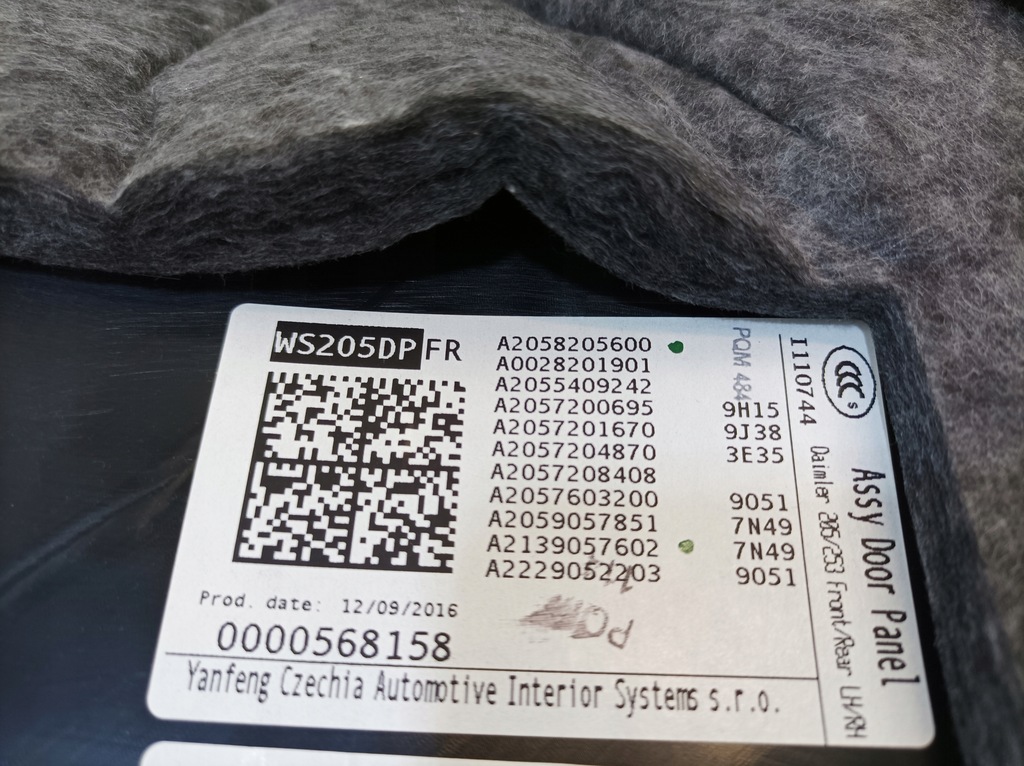 WS205DP FR
A2058205600
A0028201901
A2055409242
A2057200695 9H15
A2057201670 9J38
A2057204870 3E35
A2057208408
A2057603200 9051
A2059057851 7N49
A2139057602 7N49
A2229052203 9051
PQM 484
Prod. date: 12/09/2016
0000568158
Yanfeng Czechia Automotive Interior Systems s.r.o.
CCC S
I110744
Assy Door Panel
Daimler 205/253 Front/Rear LH/RH